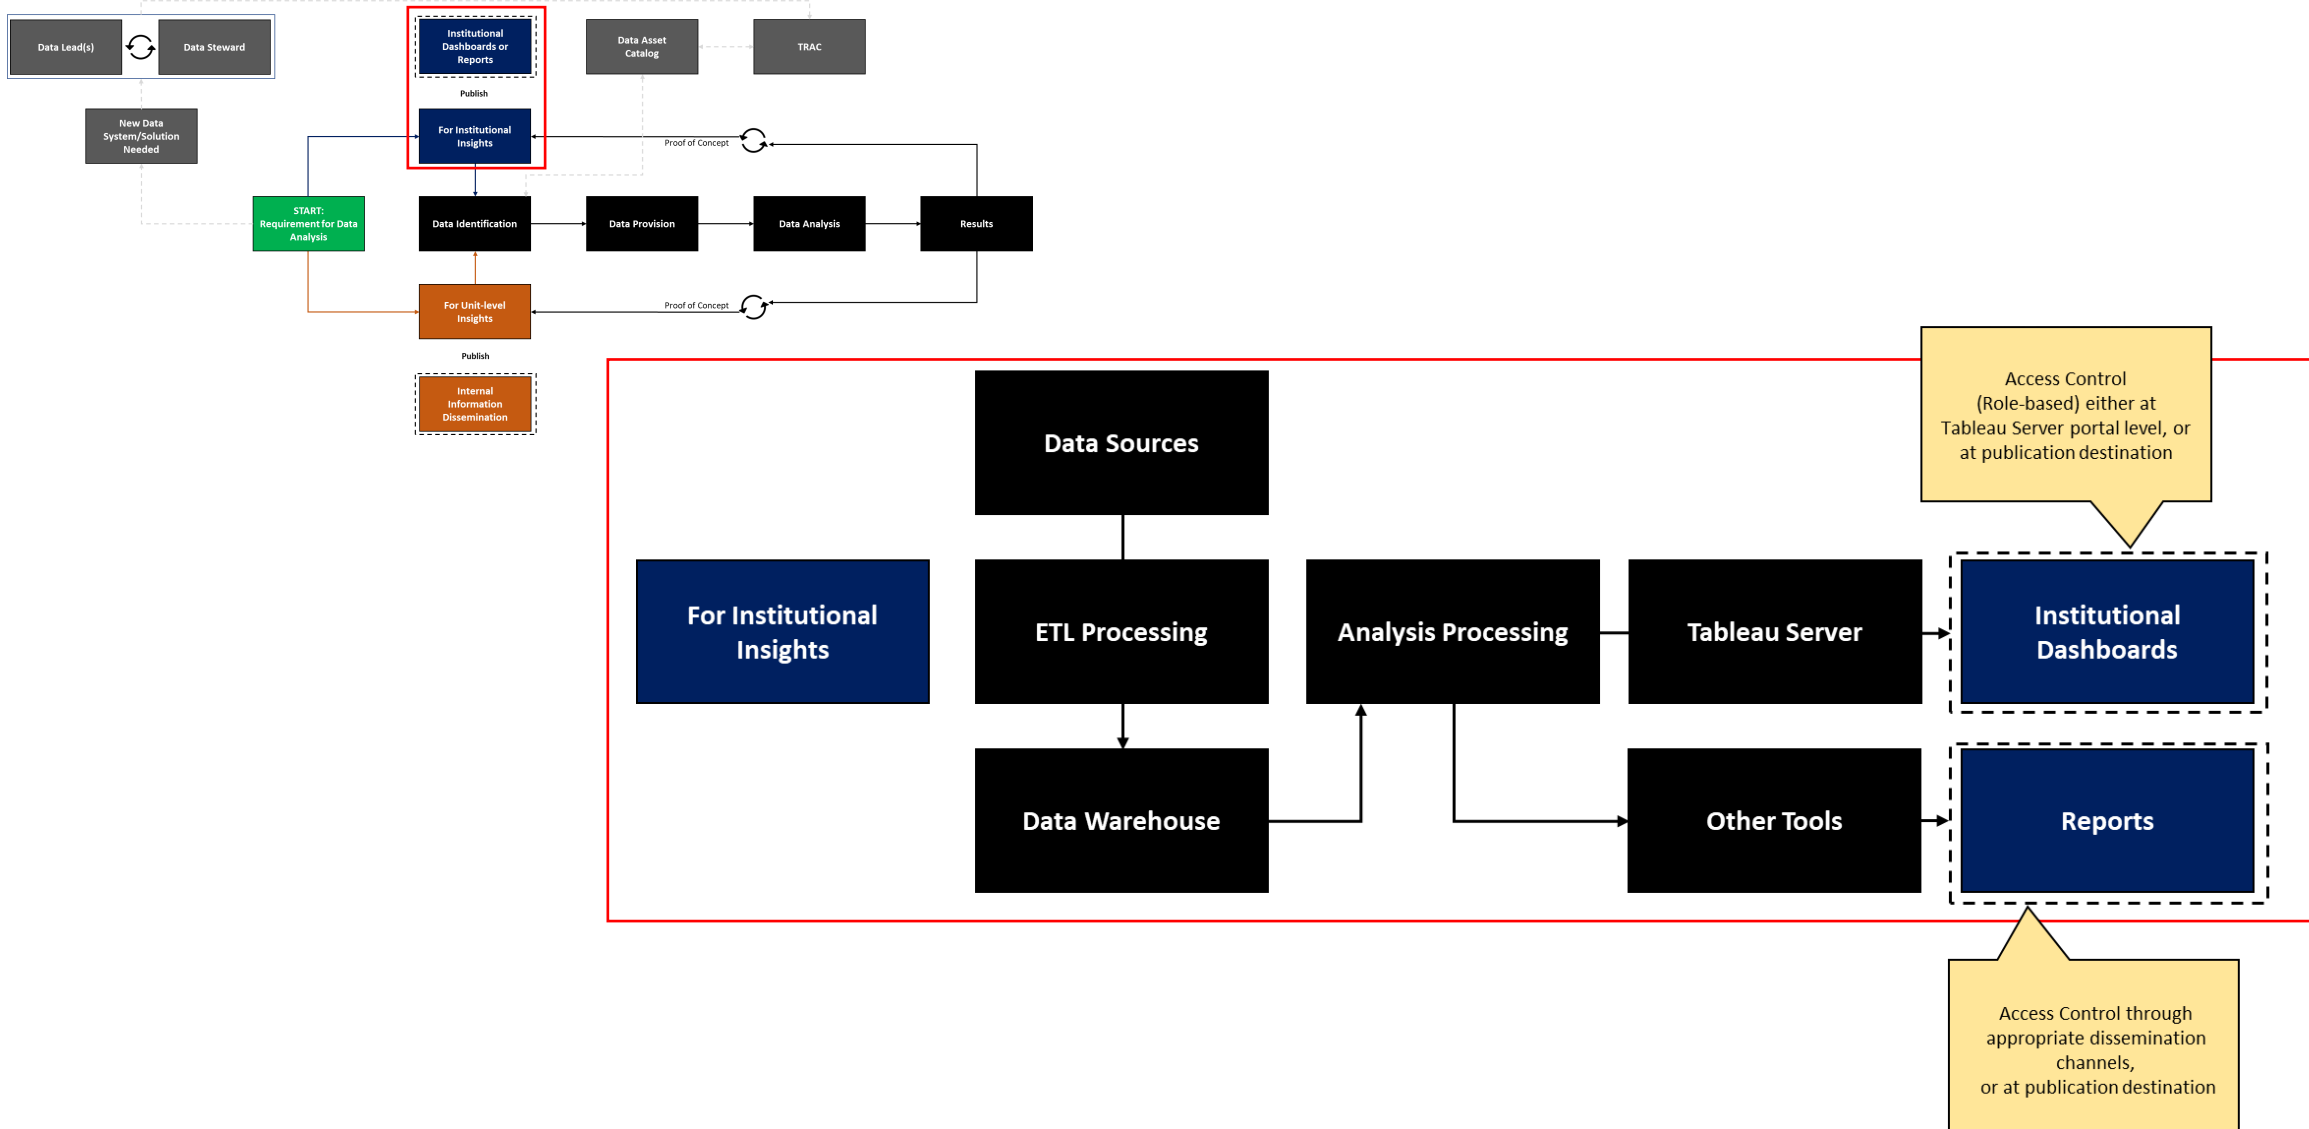 Data Lead(s)
Data Steward
Institutional
Dashboards or
Reports
Data Asset
Catalog
TRAC
Publish
New Data
System/Solution
Needed
For Institutional
Insights
Proof of Concept
START:
Requirement for Data
Analysis
Data Identification
Data Provision
Data Analysis
Results
For Unit-level
Insights
Proof of Concept
Publish
Internal
Information
Dissemination
Access Control
(Role-based) either at
Tableau Server portal level, or
at publication destination
Data Sources
For Institutional
Insights
ETL Processing
Analysis Processing
Tableau Server
Institutional
Dashboards
Data Warehouse
Other Tools
Reports
Access Control through
appropriate dissemination
channels,
or at publication destination